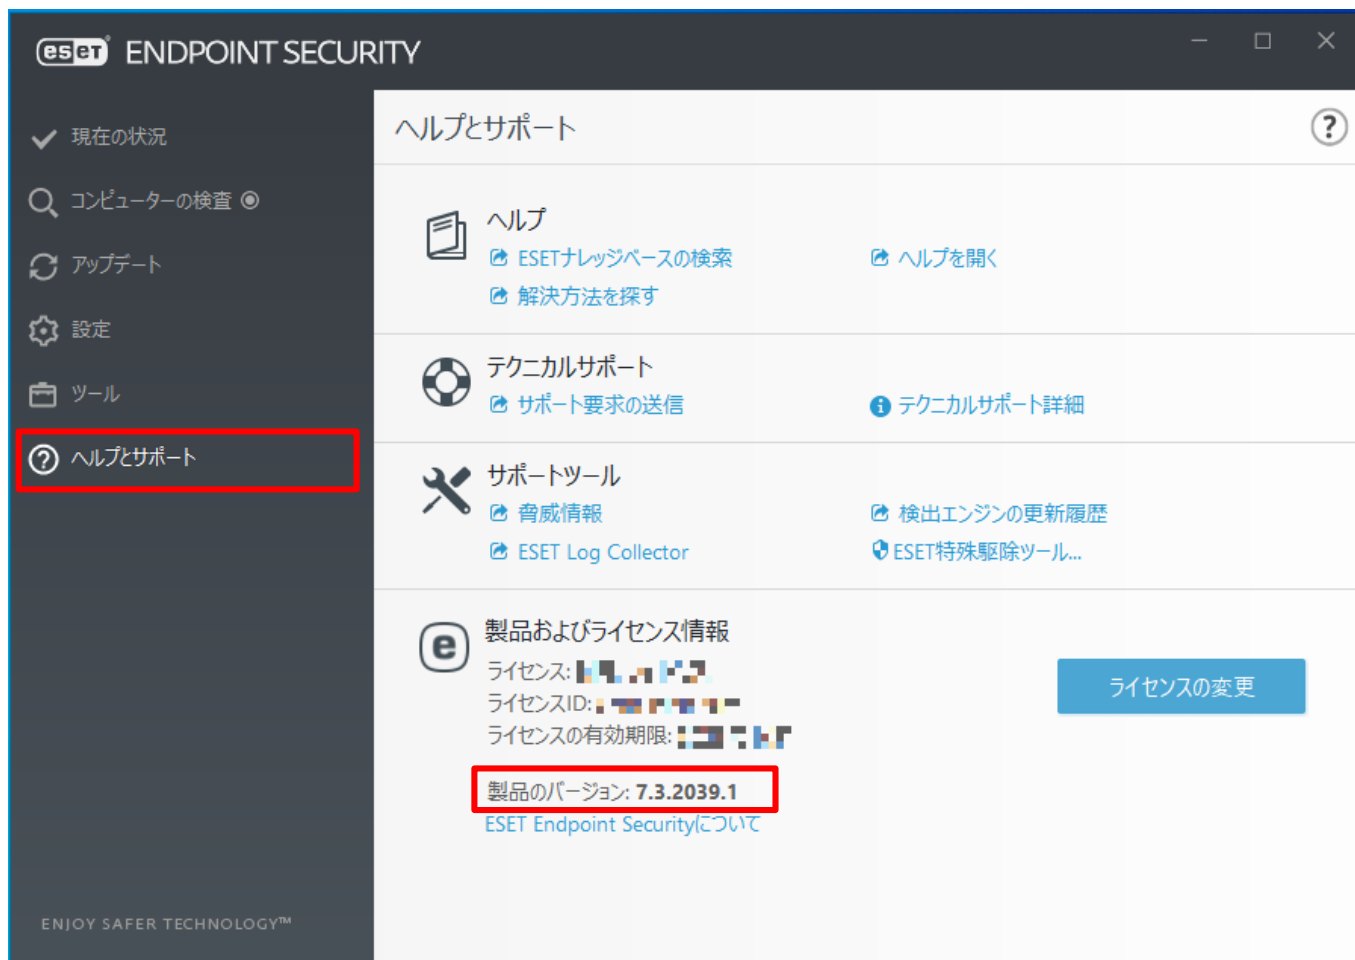 eset ENDPOINT SECURITY
現在の状況
コンピューターの検査
アップデート
設定
ツール
ヘルプとサポート
ENJOY SAFER TECHNOLOGY™
ヘルプとサポート
?
ヘルプ
ESETナレッジベースの検索
ヘルプを開く
解決方法を探す
テクニカルサポート
サポート要求の送信
テクニカルサポート詳細
サポートツール
脅威情報
検出エンジンの更新履歴
ESET Log Collector
ESET特殊駆除ツール...
製品およびライセンス情報
ライセンス:
ライセンスID:
ライセンスの有効期限:
ライセンスの変更
製品のバージョン: 7.3.2039.1
ESET Endpoint Securityについて